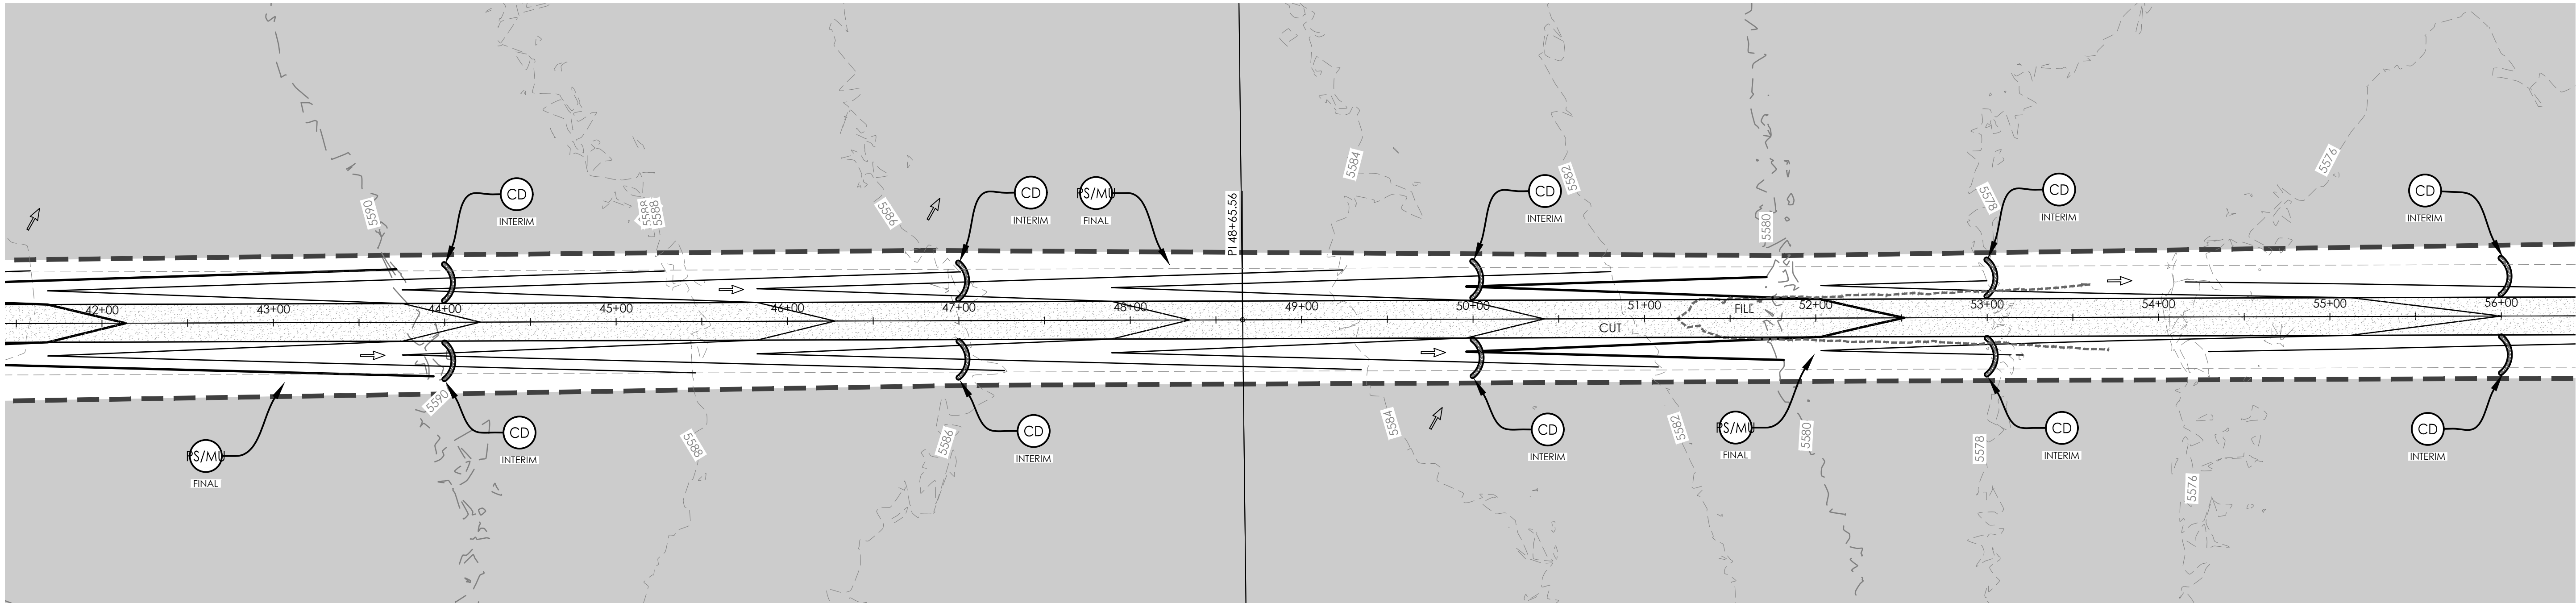 CD
INTERIM
CD
INTERIM
PS/MU
FINAL
CD
INTERIM
CD
INTERIM
CD
INTERIM
5590
5588
5588
5586
PI 48+65.56
5584
5582
5580
5578
5576
42+00
43+00
44+00
45+00
46+00
47+00
48+00
49+00
50+00
51+00
FILL
52+00
53+00
54+00
55+00
56+00
CUT
5590
5588
5586
5584
5582
5580
5578
5576
PS/MU
FINAL
CD
INTERIM
CD
INTERIM
CD
INTERIM
PS/MU
FINAL
CD
INTERIM
CD
INTERIM